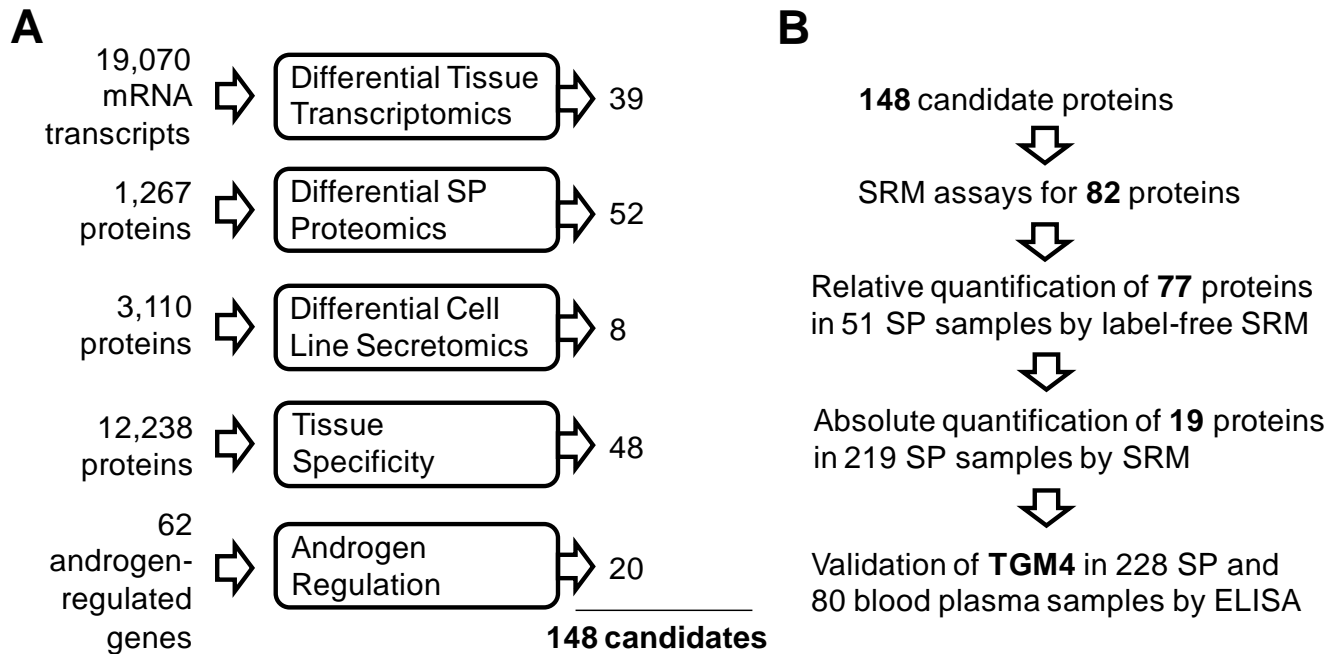 A
19,070
mRNA
transcripts
Differential Tissue
Transcriptomics
39
1,267
proteins
Differential SP
Proteomics
52
3,110
proteins
Differential Cell
Line Secretomics
8
12,238
proteins
Tissue
Specificity
48
62
androgen-
regulated
genes
Androgen
Regulation
20
148 candidates
B
148 candidate proteins
SRM assays for 82 proteins
Relative quantification of 77 proteins
in 51 SP samples by label-free SRM
Absolute quantification of 19 proteins
in 219 SP samples by SRM
Validation of TGM4 in 228 SP and
80 blood plasma samples by ELISA